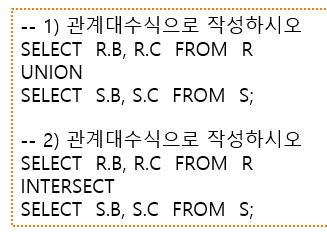 -- 1) 관계대수식으로 작성하시오
SELECT R.B, R.C FROM R
UNION
SELECT S.B, S.C FROM S;
-- 2) 관계대수식으로 작성하시오
SELECT R.B, R.C FROM R
INTERSECT
SELECT S.B, S.C FROM S;